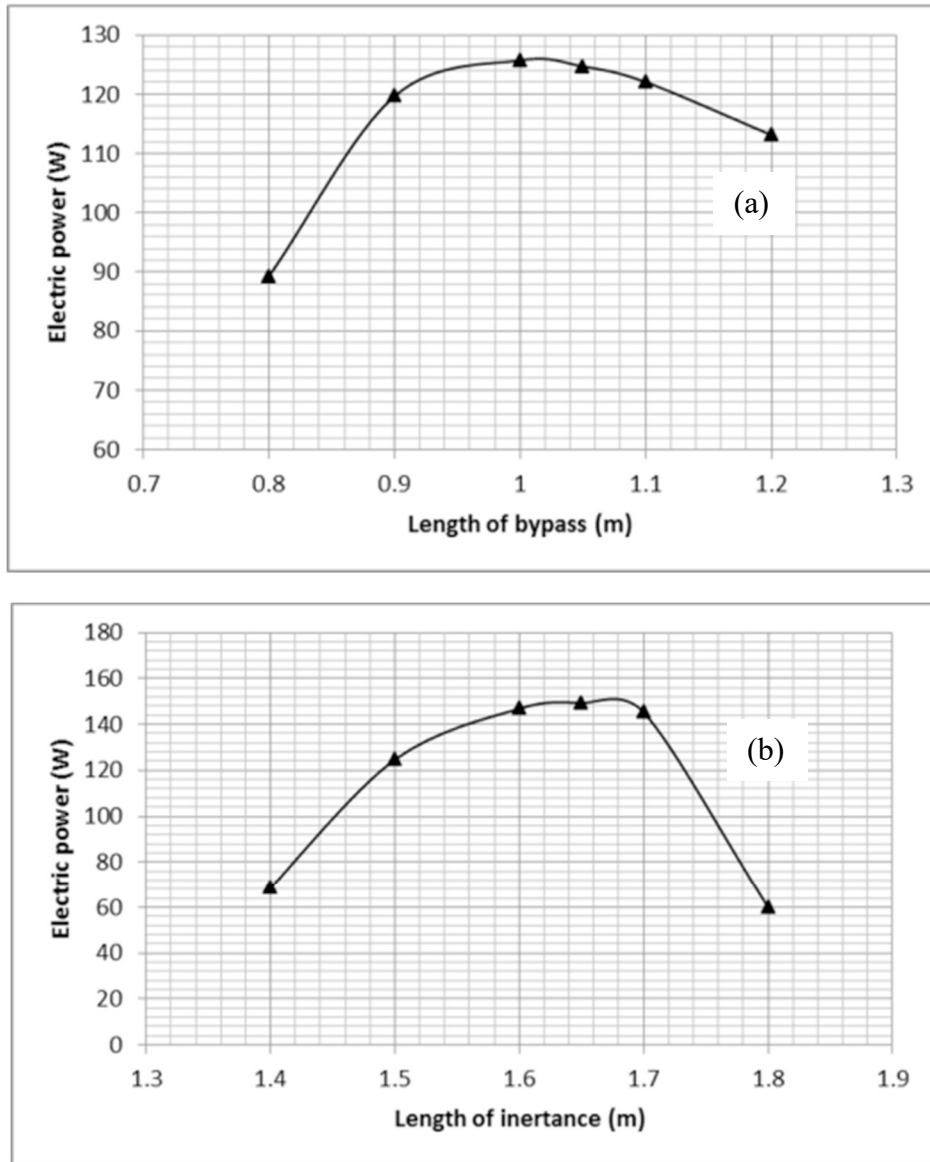 130
120
110
100
90
80
70
60
Electric power (W)
(a)
0.7 0.8 0.9 1 1.1 1.2 1.3
Length of bypass (m)
180
160
140
120
100
80
60
40
20
0
Electric power (W)
(b)
1.3 1.4 1.5 1.6 1.7 1.8 1.9
Length of inertance (m)